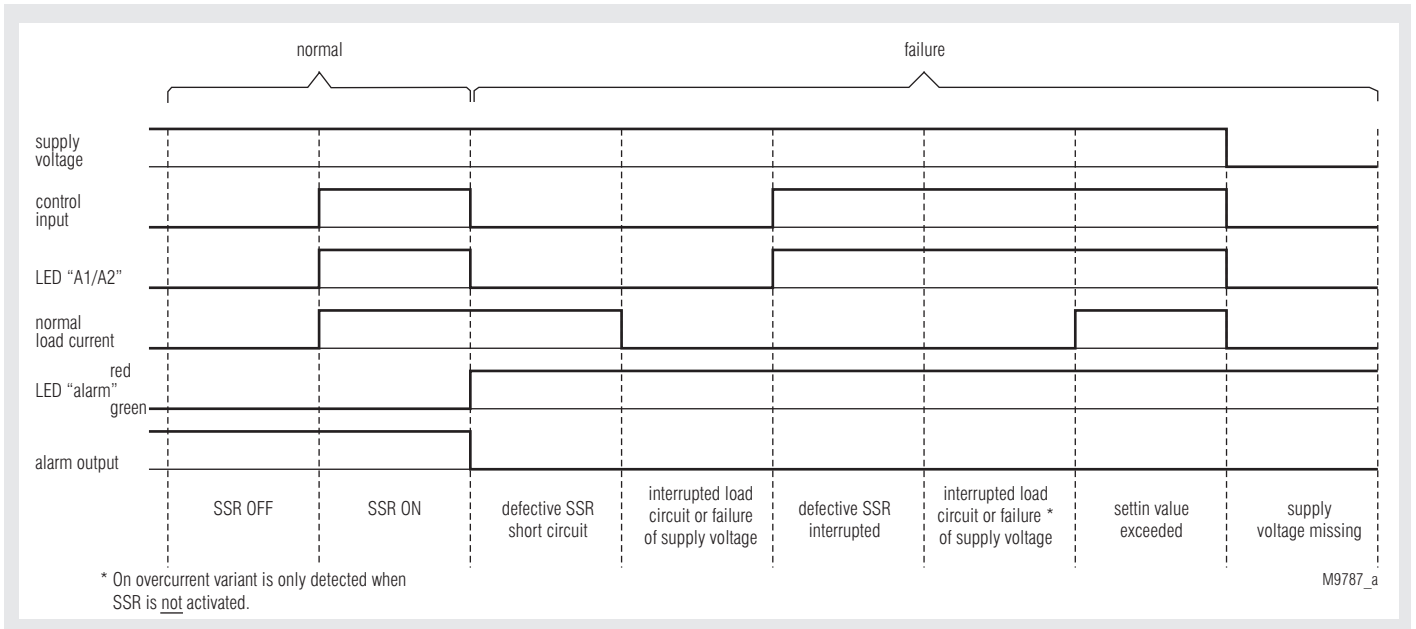 normal
failure
supply
voltage
control
input
LED “A1/A2”
normal
load current
red
LED “alarm”
green
alarm output
SSR OFF
SSR ON
defective SSR
short circuit
interrupted load
circuit or failure
of supply voltage
defective SSR
interrupted
interrupted load
circuit or failure *
of supply voltage
settin value
exceeded
supply
voltage missing
* On overcurrent variant is only detected when
SSR is not activated.
M9787_a